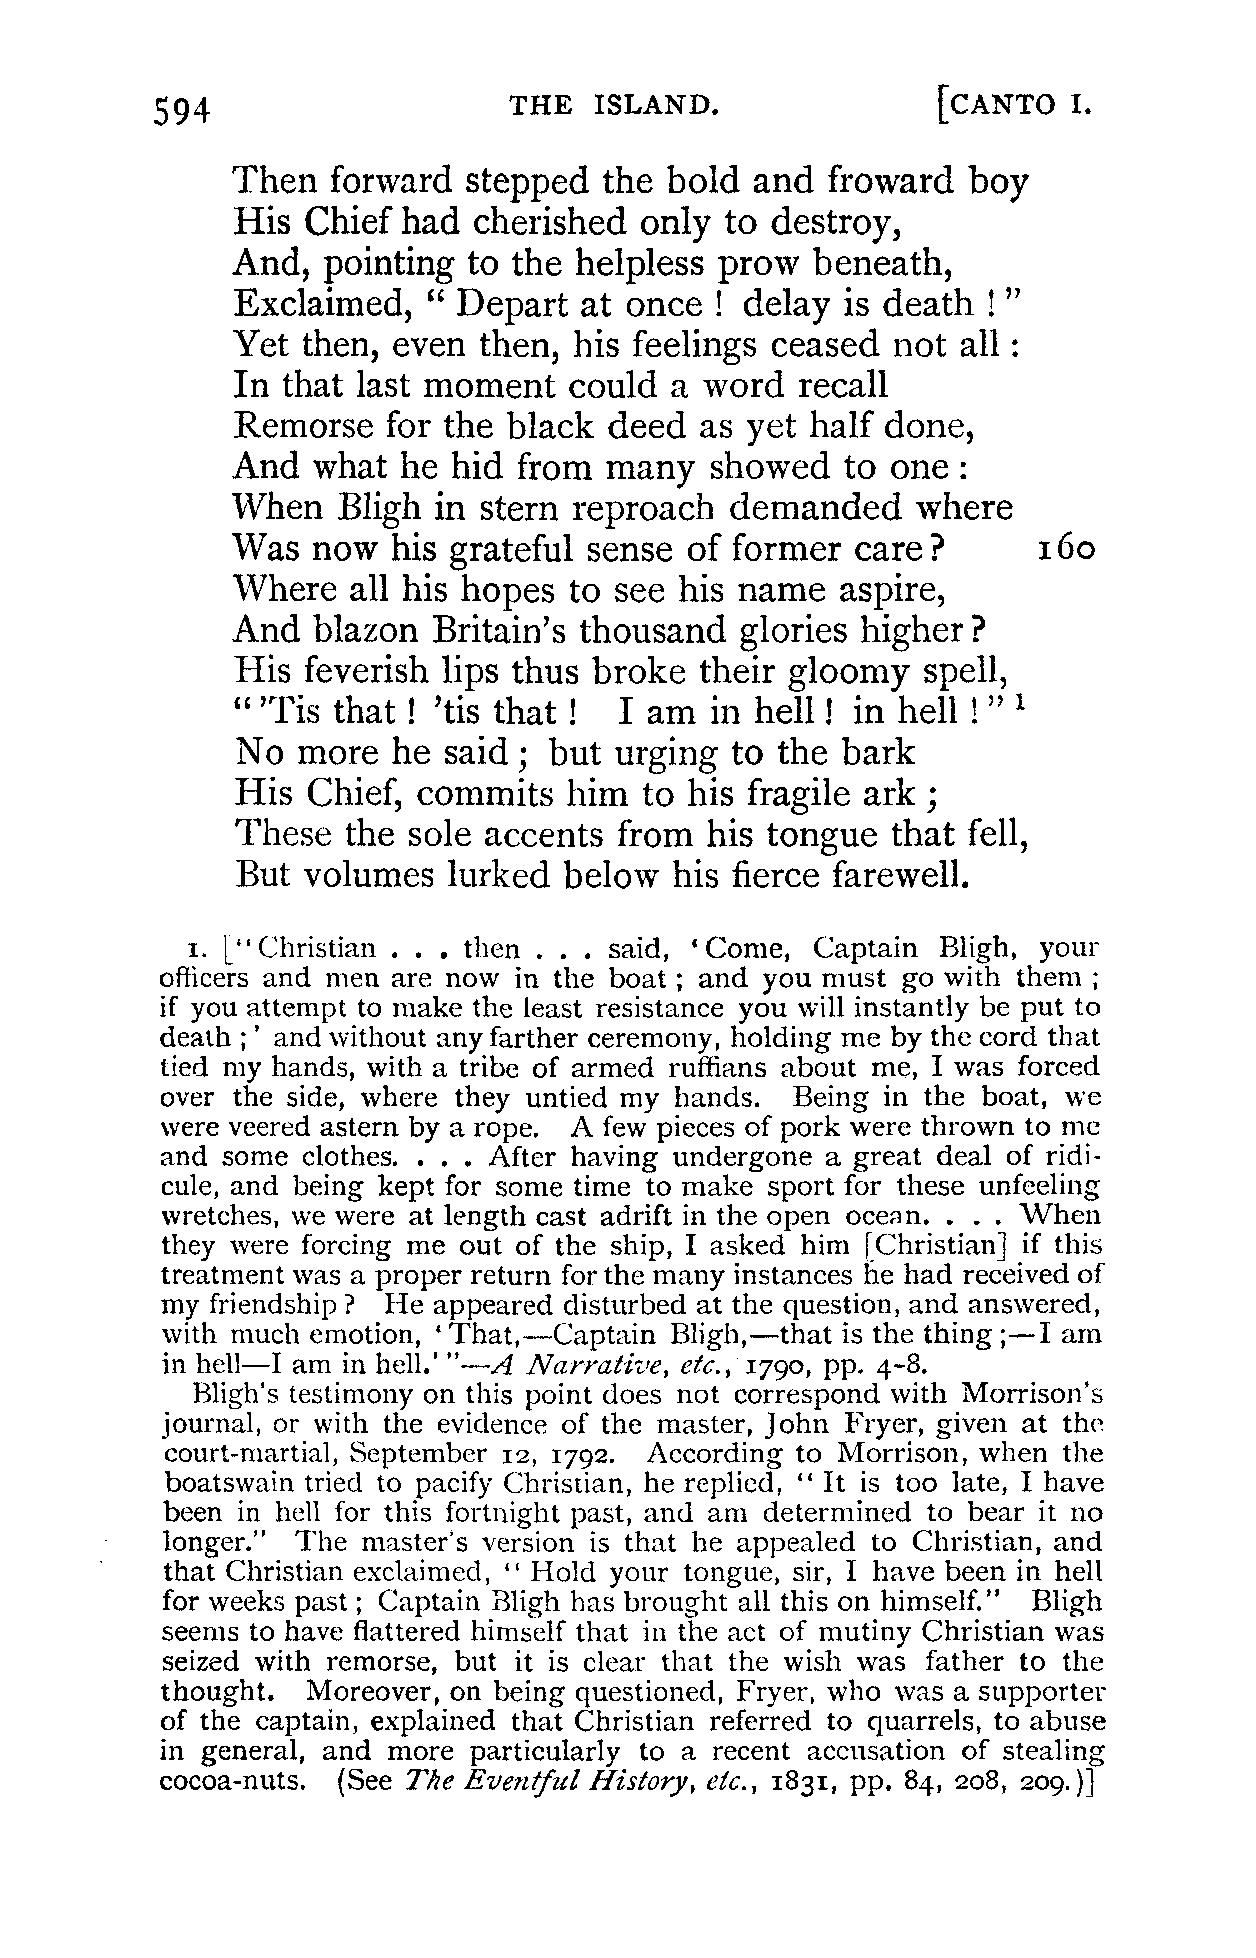 594 THE ISLAND. [CANTO I.
Then forward stepped the bold and froward boy
His Chief had cherished only to destroy,
And, pointing to the helpless prow beneath,
Exclaimed, “ Depart at once ! delay is death ! ”
Yet then, even then, his feelings ceased not all :
In that last moment could a word recall
Remorse for the black deed as yet half done,
And what he hid from many showed to one :
When Bligh in stern reproach demanded where
Was now his grateful sense of former care ? 160
Where all his hopes to see his name aspire,
And blazon Britain's thousand glories higher ?
His feverish lips thus broke their gloomy spell,
“ 'Tis that ! 'tis that ! I am in hell ! in hell ! ” 1
No more he said ; but urging to the bark
His Chief, commits him to his fragile ark ;
These the sole accents from his tongue that fell,
But volumes lurked below his fierce farewell.
1. [“ Christian . . . then . . . said, ‘ Come, Captain Bligh, your
officers and men are now in the boat ; and you must go with them ;
if you attempt to make the least resistance you will instantly be put to
death ; ’ and without any farther ceremony, holding me by the cord that
tied my hands, with a tribe of armed ruffians about me, I was forced
over the side, where they untied my hands. Being in the boat, we
were veered astern by a rope. A few pieces of pork were thrown to me
and some clothes. . . . After having undergone a great deal of ridi-
cule, and being kept for some time to make sport for these unfeeling
wretches, we were at length cast adrift in the open ocean. . . . When
they were forcing me out of the ship, I asked him [Christian] if this
treatment was a proper return for the many instances he had received of
my friendship ? He appeared disturbed at the question, and answered,
with much emotion, ‘ That,—Captain Bligh,—that is the thing ;—I am
in hell—I am in hell.’ ”—A Narrative, etc., 1790, pp. 4-8.
Bligh's testimony on this point does not correspond with Morrison's
journal, or with the evidence of the master, John Fryer, given at the
court-martial, September 12, 1792. According to Morrison, when the
boatswain tried to pacify Christian, he replied, “ It is too late, I have
been in hell for this fortnight past, and am determined to bear it no
longer.” The master's version is that he appealed to Christian, and
that Christian exclaimed, “ Hold your tongue, sir, I have been in hell
for weeks past ; Captain Bligh has brought all this on himself.” Bligh
seems to have flattered himself that in the act of mutiny Christian was
seized with remorse, but it is clear that the wish was father to the
thought. Moreover, on being questioned, Fryer, who was a supporter
of the captain, explained that Christian referred to quarrels, to abuse
in general, and more particularly to a recent accusation of stealing
cocoa-nuts. (See The Eventful History, etc., 1831, pp. 84, 208, 209.)]